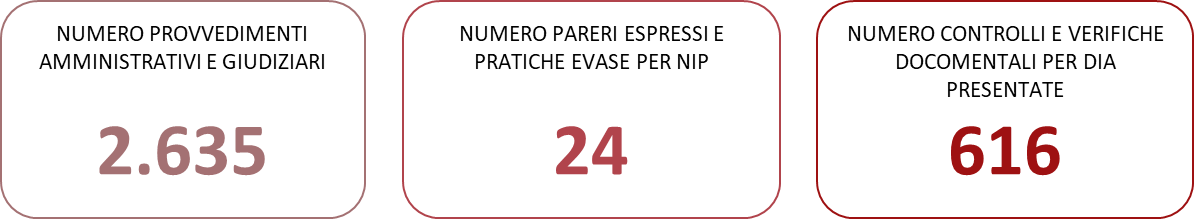 NUMERO PROVVEDIMENTI
AMMINISTRATIVI E GIUDIZIARI
2.635
NUMERO PARERI ESPRESSI E
PRATICHE EVASE PER NIP
24
NUMERO CONTROLLI E VERIFICHE
DOCOMENTALI PER DIA
PRESENTATE
616